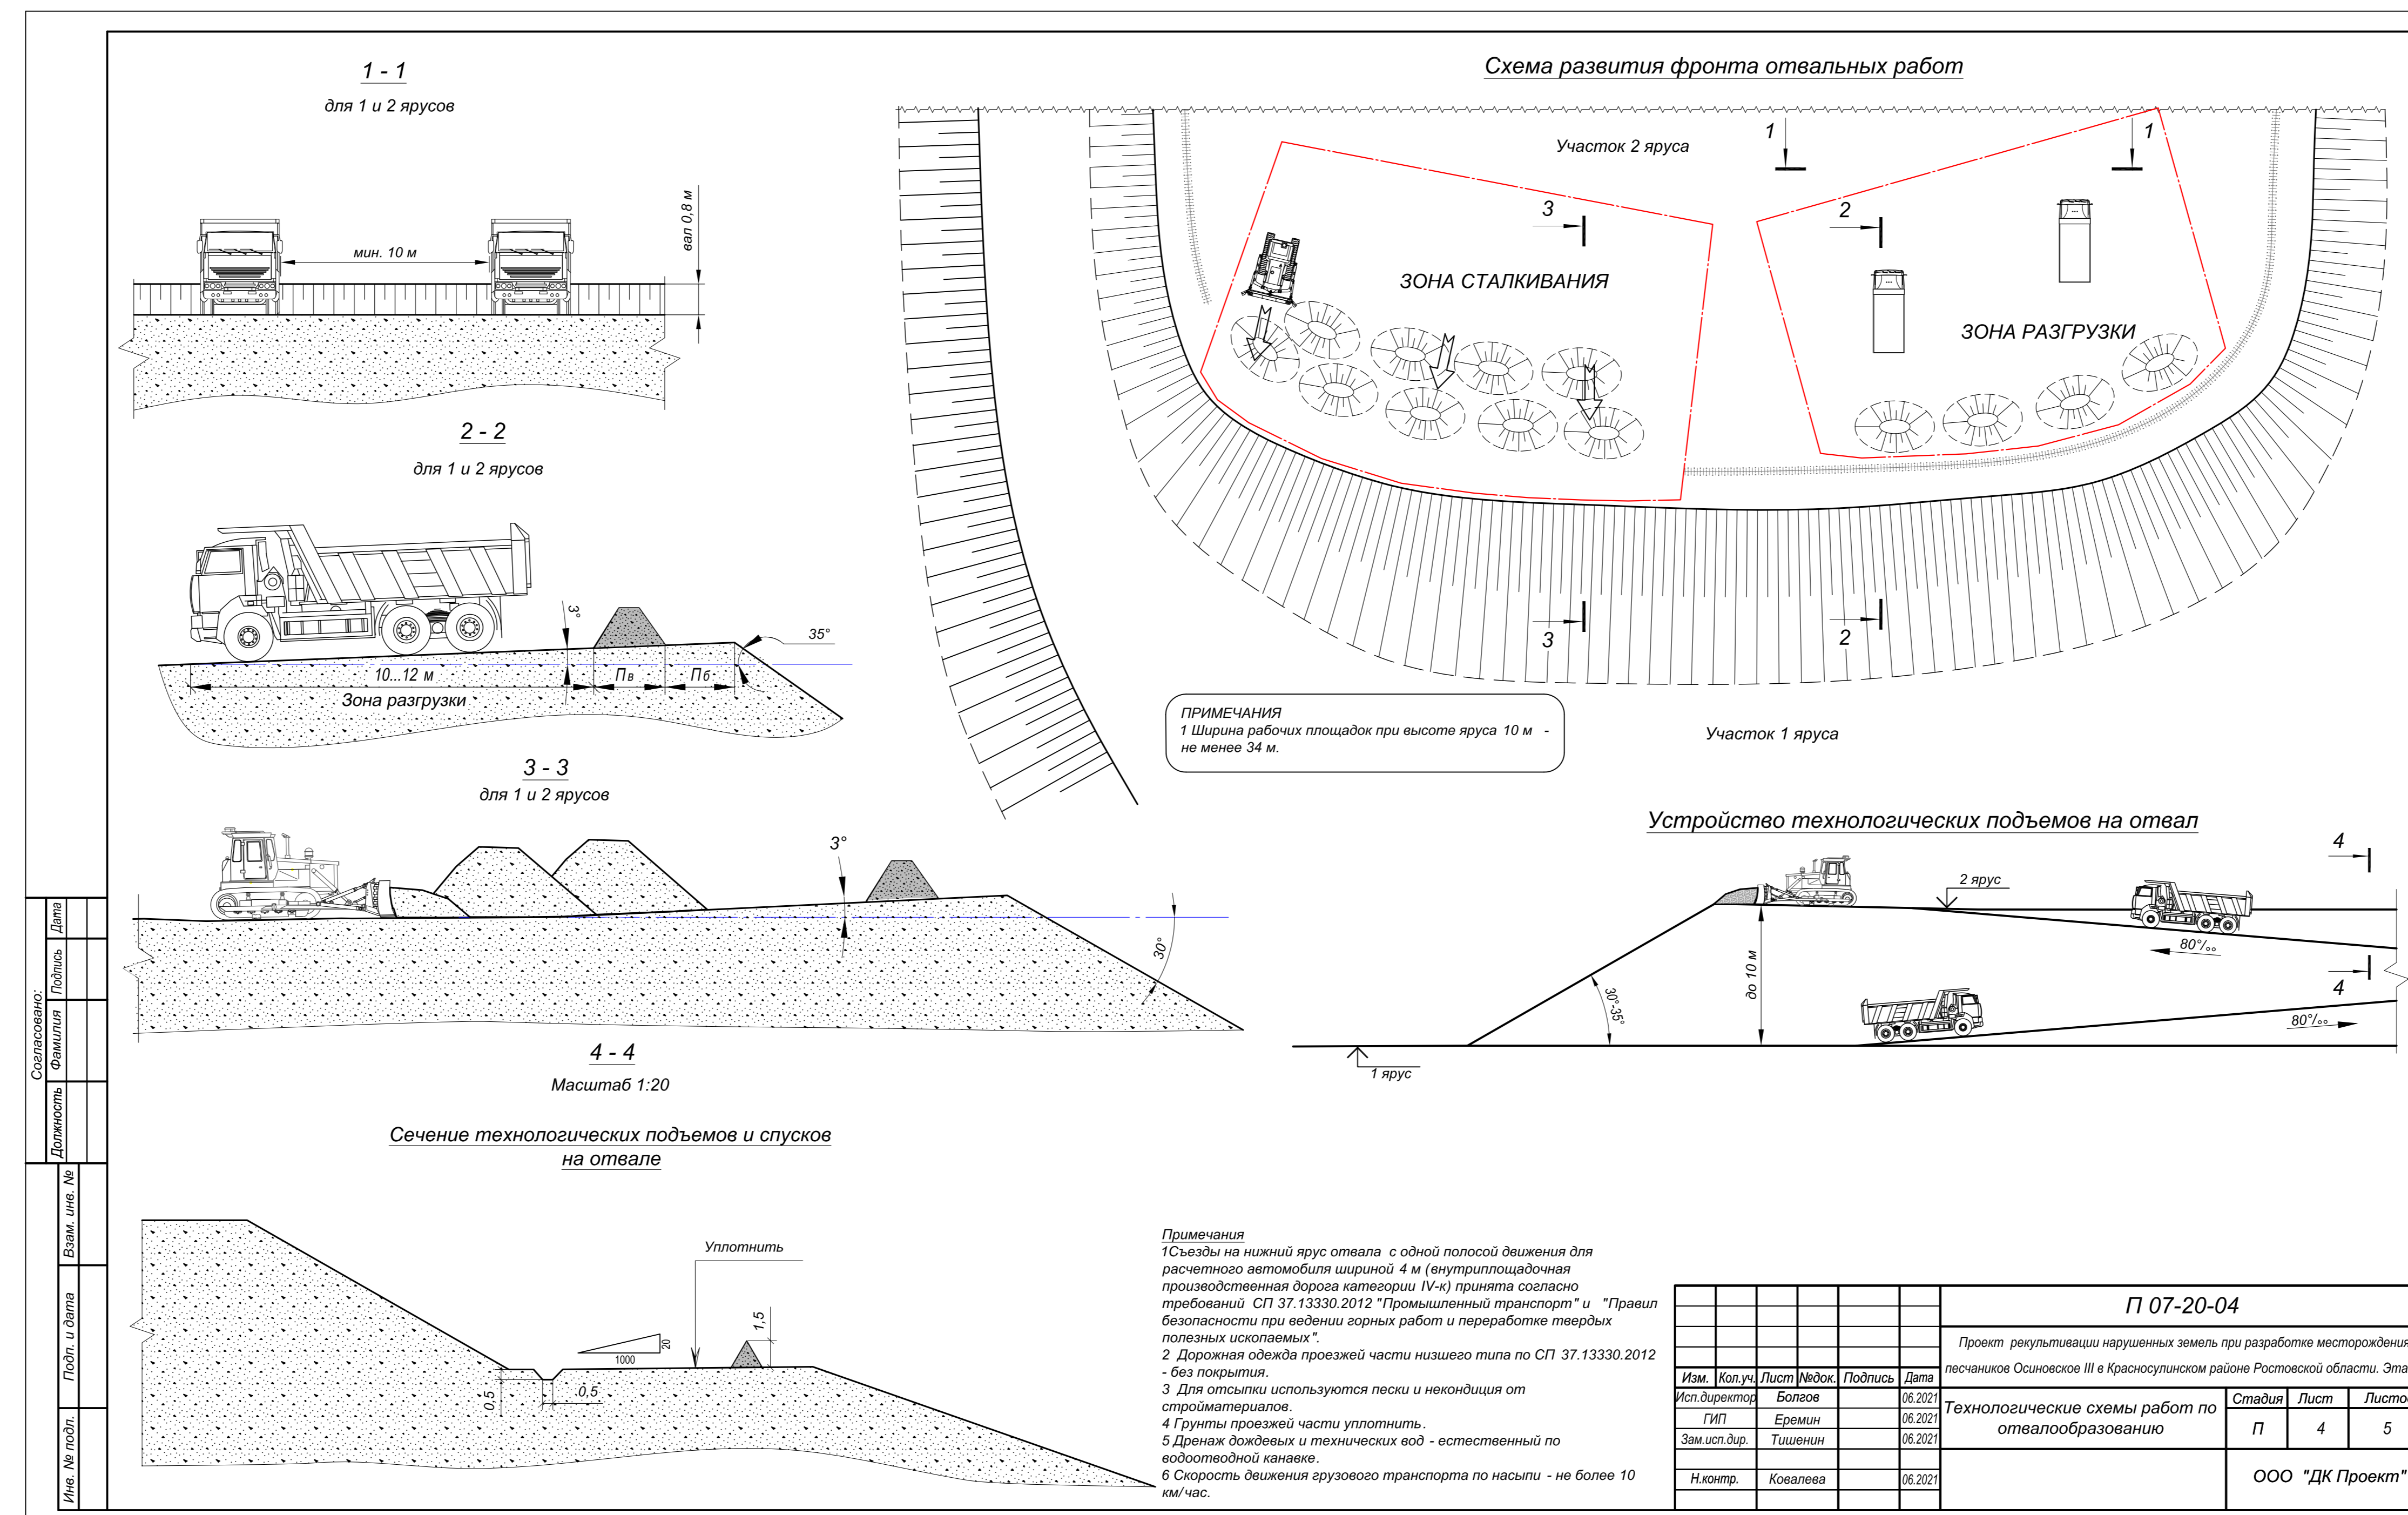 1 - 1
для 1 и 2 ярусов
вал 0,8 м
мин. 10 м
2 - 2
для 1 и 2 ярусов
3°
35°
10...12 м
Пв
Пб
Зона разгрузки
3 - 3
для 1 и 2 ярусов
3°
30°
4 - 4
Масштаб 1:20
Сечение технологических подъемов и спусков
на отвале
Уплотнить
1,5
20
1000
0,5
0,5
Схема развития фронта отвальных работ
Участок 2 яруса
1
1
3
2
ЗОНА СТАЛКИВАНИЯ
ЗОНА РАЗГРУЗКИ
3
2
ПРИМЕЧАНИЯ
1 Ширина рабочих площадок при высоте яруса 10 м -
не менее 34 м.
Участок 1 яруса
Устройство технологических подъемов на отвал
4
2 ярус
80°/₀₀
до 10 м
4
30°-35°
80°/₀₀
1 ярус
Примечания
1Съезды на нижний ярус отвала с одной полосой движения для
расчетного автомобиля шириной 4 м (внутриплощадочная
производственная дорога категории IV-к) принята согласно
требований СП 37.13330.2012 "Промышленный транспорт" и "Правил
безопасности при ведении горных работ и переработке твердых
полезных ископаемых".
2 Дорожная одежда проезжей части низшего типа по СП 37.13330.2012
- без покрытия.
3 Для отсыпки используются пески и некондиция от
стройматериалов.
4 Грунты проезжей части уплотнить.
5 Дренаж дождевых и технических вод - естественный по
водоотводной канавке.
6 Скорость движения грузового транспорта по насыпи - не более 10
км/час.
П 07-20-04
Проект рекультивации нарушенных земель при разработке месторождения
песчаников Осиновское III в Красносулинском районе Ростовской области. Эта
Изм. Кол.уч. Лист №док. Подпись Дата
Исп.директор Болгов 06.2021
ГИП Еремин 06.2021
Зам.исп.дир. Тишенин 06.2021
Н.контр. Ковалева 06.2021
Технологические схемы работ по
отвалообразованию
Стадия Лист Листо
П 4 5
ООО "ДК Проект"
Согласовано:
Должность Фамилия Подпись Дата
Взам. инв. №
Подп. и дата
Инв. № подл.